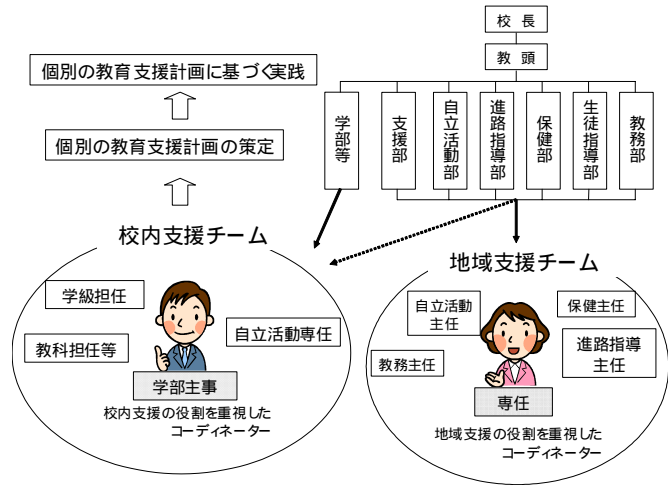 校長
教頭
個別の教育支援計画に基づく実践
個別の教育支援計画の策定
学部等
支援部
自立活動部
進路指導部
保健部
生徒指導部
教務部
校内支援チーム
学級担任
教科担任等
自立活動専任
学部主事
校内支援の役割を重視した
コーディネーター
地域支援チーム
自立活動
主任
保健主任
教務主任
進路指導
主任
専任
地域支援の役割を重視した
コーディネーター